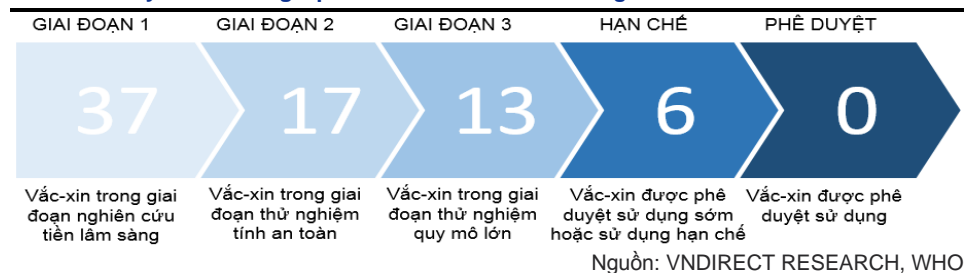 GIAI ĐOẠN 1
GIAI ĐOẠN 2
GIAI ĐOẠN 3
HẠN CHẾ
PHÊ DUYỆT
37
17
13
6
0
Vắc-xin trong giai
đoạn nghiên cứu
tiền lâm sàng
Vắc-xin trong giai
đoạn thử nghiệm
tính an toàn
Vắc-xin trong giai
đoạn thử nghiệm
quy mô lớn
Vắc-xin được phê
duyệt sử dụng sớm
hoặc sử dụng hạn chế
Vắc-xin được phê
duyệt sử dụng
Nguồn: VNDIRECT RESEARCH, WHO